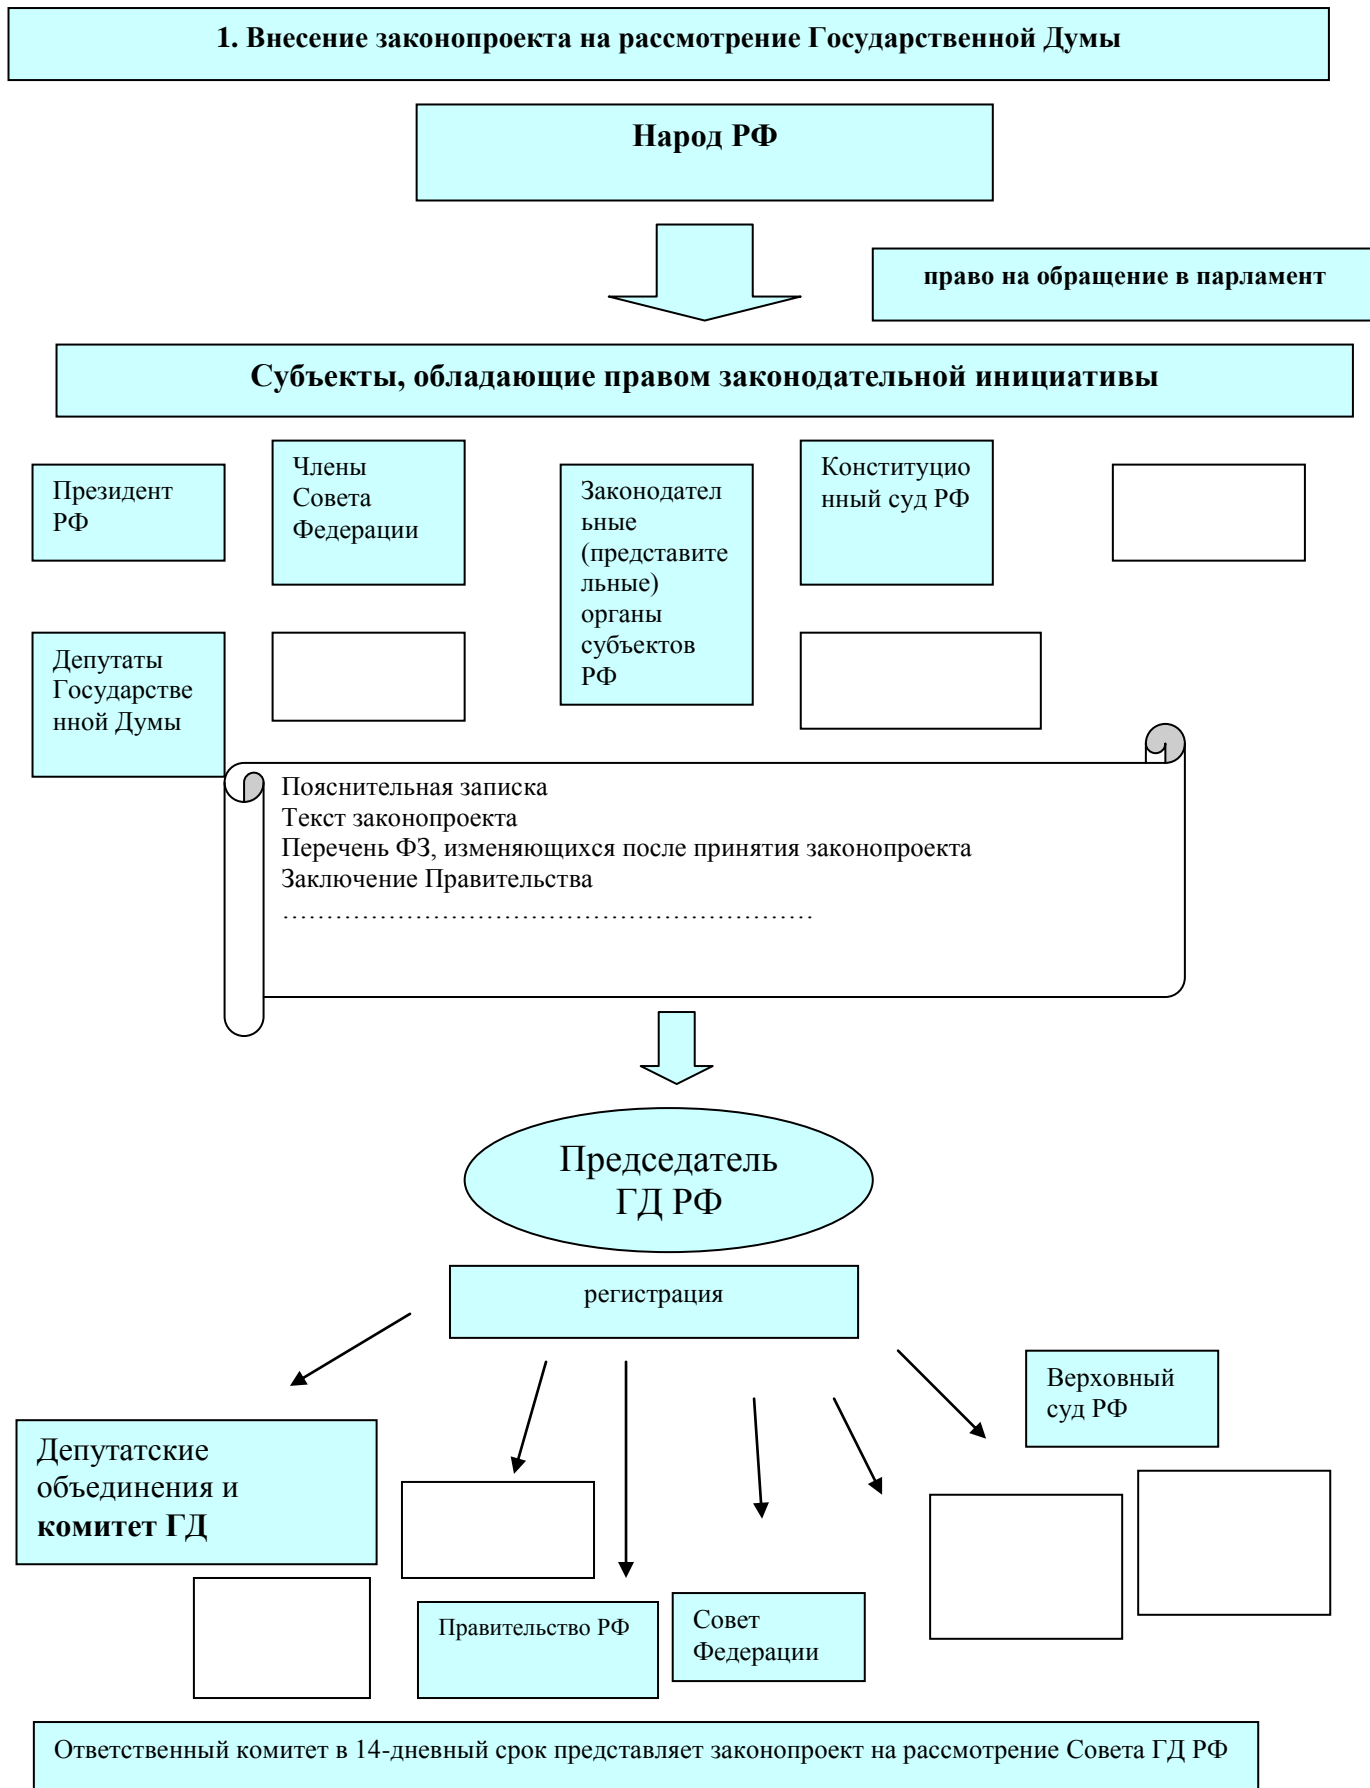 1. Внесение законопроекта на рассмотрение Государственной Думы
Народ РФ
право на обращение в парламент
Субъекты, обладающие правом законодательной инициативы
Президент
РФ
Члены
Совета
Федерации
Законодател
ьные
(представите
льные)
органы
субъектов
РФ
Конституцио
нный суд РФ
Депутаты
Государстве
нной Думы
Пояснительная записка
Текст законопроекта
Перечень ФЗ, изменяющихся после принятия законопроекта
Заключение Правительства
…………………………………………………
Председатель
ГД РФ
регистрация
Верховный
суд РФ
Депутатские
объединения и
комитет ГД
Правительство РФ
Совет
Федерации
Ответственный комитет в 14-дневный срок представляет законопроект на рассмотрение Совета ГД РФ